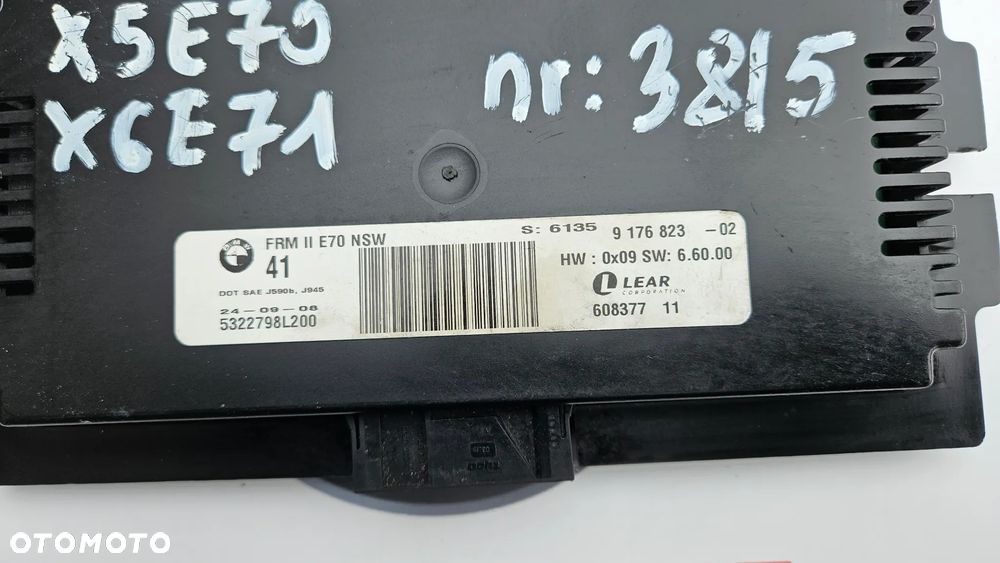 X5E70
X6E71
nr: 3815
FRM II E70 NSW
41
DOT SAE J590b, J945
24-09-08
5322798L200
S: 6135 9 176 823 -02
HW : 0x09 SW: 6.60.00
LEAR
CORPORATION
608377 11
OTOMOTO